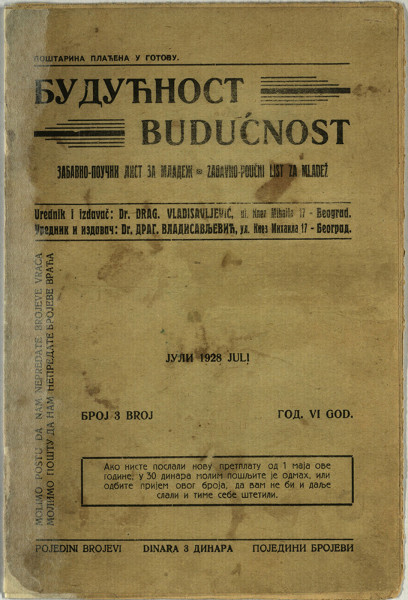 ПОШТАРИНА ПЛАЋЕНА У ГОТОВУ.
БУДУЋНОСТ
BUDUĆNOST
ЗАБАВНО-ПОУЧНИ ЛИСТ ЗА МЛАДЕЖ — ZABAVNO-POUČNI LIST ZA MLADEŽ
Urednik i izdavač: Dr. DRAG. VLADISAVLJEVIĆ, ul. Knez Mihaila 17 - Beograd.
Уредник и издавач: Dr. ДРАГ. ВЛАДИСАВЉЕВИЋ, ул. Кнез Михаила 17 - Београд.
MOLIMO POSTU DA NAM NEPREDATE BROJEVE VRAĆA
МОЛИМО ПОШТУ ДА НАМ НЕПРЕДАТЕ БРОЈЕВЕ ВРАЋА
ЈУЛИ 1928 JULI
БРОЈ 3 BROJ
ГОД. VI GOD.
Ако нисте послали нову претплату од 1 маја ове
године, у 30 динара молим пошљите је одмах, или
одбите пријем овог броја, да вам не би и даље
слали и тиме себе штетили.
POJEDINI BROJEVI DINARA 3 ДИНАРА ПОЈЕДИНИ БРОЈЕВИ